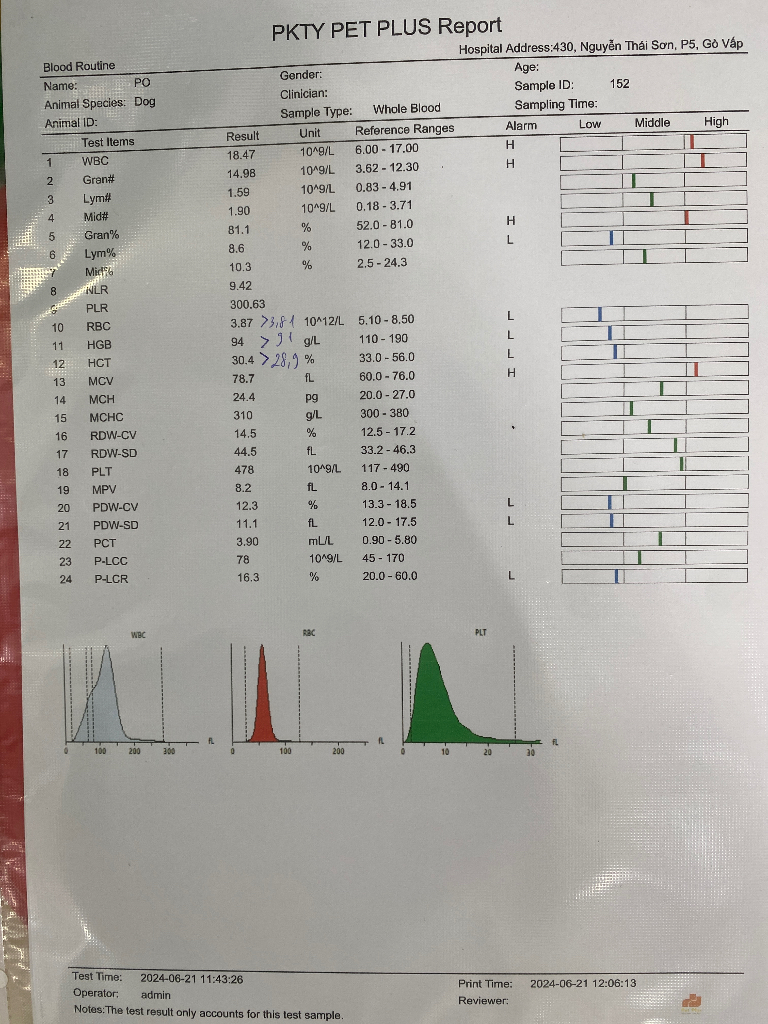 PKTY PET PLUS Report
Hospital Address:430, Nguyễn Thái Sơn, P5, Gò Vấp
Blood Routine
Name: PO Gender: Age:
Animal Species: Dog Clinician: Sample ID: 152
Animal ID: Sample Type: Whole Blood Sampling Time:
Test Items Result Unit Reference Ranges Alarm Low Middle High
1 WBC 18.47 10^9/L 6.00 - 17.00 H
2 Gran# 14.98 10^9/L 3.62 - 12.30 H
3 Lym# 1.59 10^9/L 0.83 - 4.91
4 Mid# 1.90 10^9/L 0.18 - 3.71
5 Gran% 81.1 % 52.0 - 81.0 H
6 Lym% 8.6 % 12.0 - 33.0 L
7 Mid% 10.3 % 2.5 - 24.3
8 NLR 9.42
9 PLR 300.63
10 RBC 3.87 >3,81 10^12/L 5.10 - 8.50 L
11 HGB 94 > 91 g/L 110 - 190 L
12 HCT 30.4 >28,9 % 33.0 - 56.0 L
13 MCV 78.7 fL 60.0 - 76.0 H
14 MCH 24.4 pg 20.0 - 27.0
15 MCHC 310 g/L 300 - 380
16 RDW-CV 14.5 % 12.5 - 17.2
17 RDW-SD 44.5 fL 33.2 - 46.3
18 PLT 478 10^9/L 117 - 490
19 MPV 8.2 fL 8.0 - 14.1
20 PDW-CV 12.3 % 13.3 - 18.5 L
21 PDW-SD 11.1 fL 12.0 - 17.5 L
22 PCT 3.90 mL/L 0.90 - 5.80
23 P-LCC 78 10^9/L 45 - 170
24 P-LCR 16.3 % 20.0 - 60.0 L
WBC RBC PLT
0 100 200 300 fL 0 100 200 fL 0 10 20 30 fL
Test Time: 2024-06-21 11:43:26 Print Time: 2024-06-21 12:06:13
Operator: admin Reviewer:
Notes:The test result only accounts for this test sample.